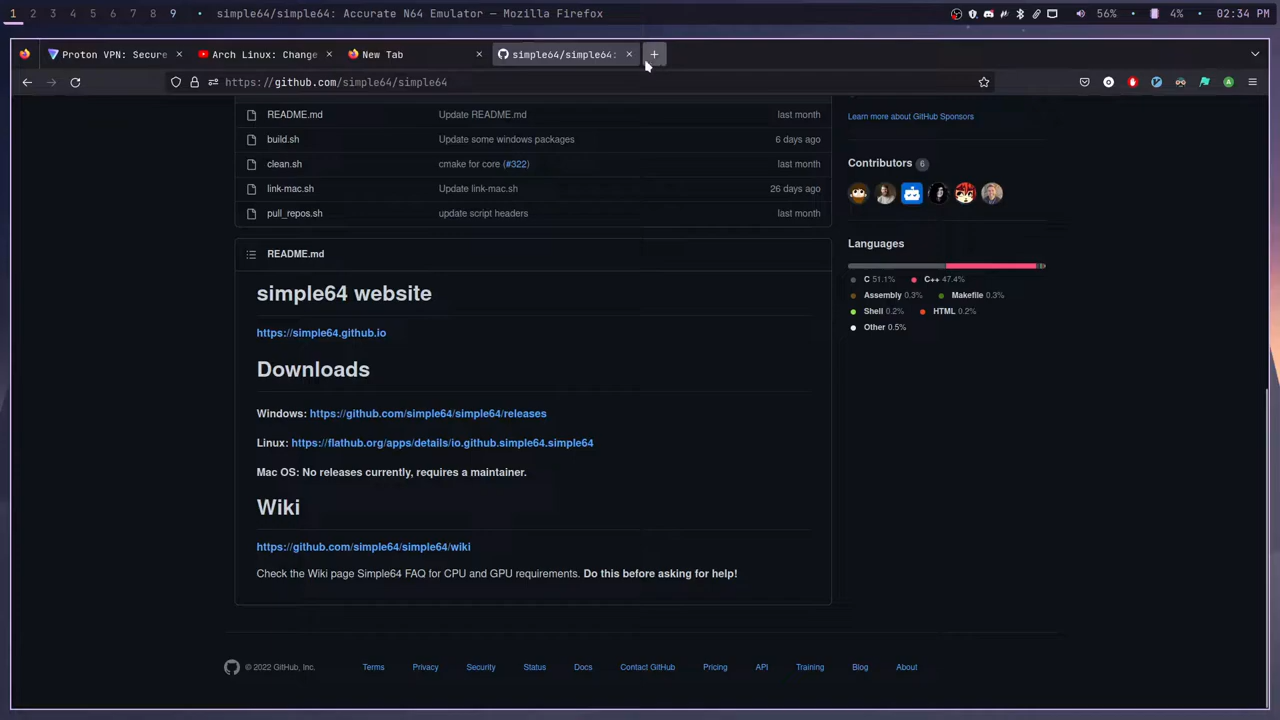 1 2 3 4 5 6 7 8 9 • simple64/simple64: Accurate N64 Emulator — Mozilla Firefox 56% • 4% • 02:34 PM
Proton VPN: Secure Arch Linux: Change New Tab simple64/simple64:
https://github.com/simple64/simple64
README.md Update README.md last month
build.sh Update some windows packages 6 days ago
clean.sh cmake for core (#322) last month
link-mac.sh Update link-mac.sh 26 days ago
pull_repos.sh update script headers last month
README.md
simple64 website
https://simple64.github.io
Downloads
Windows: https://github.com/simple64/simple64/releases
Linux: https://flathub.org/apps/details/io.github.simple64.simple64
Mac OS: No releases currently, requires a maintainer.
Wiki
https://github.com/simple64/simple64/wiki
Check the Wiki page Simple64 FAQ for CPU and GPU requirements. Do this before asking for help!
Learn more about GitHub Sponsors
Contributors 6
Languages
C 51.1% C++ 47.4%
Assembly 0.3% Makefile 0.3%
Shell 0.2% HTML 0.2%
Other 0.5%
© 2022 GitHub, Inc. Terms Privacy Security Status Docs Contact GitHub Pricing API Training Blog About